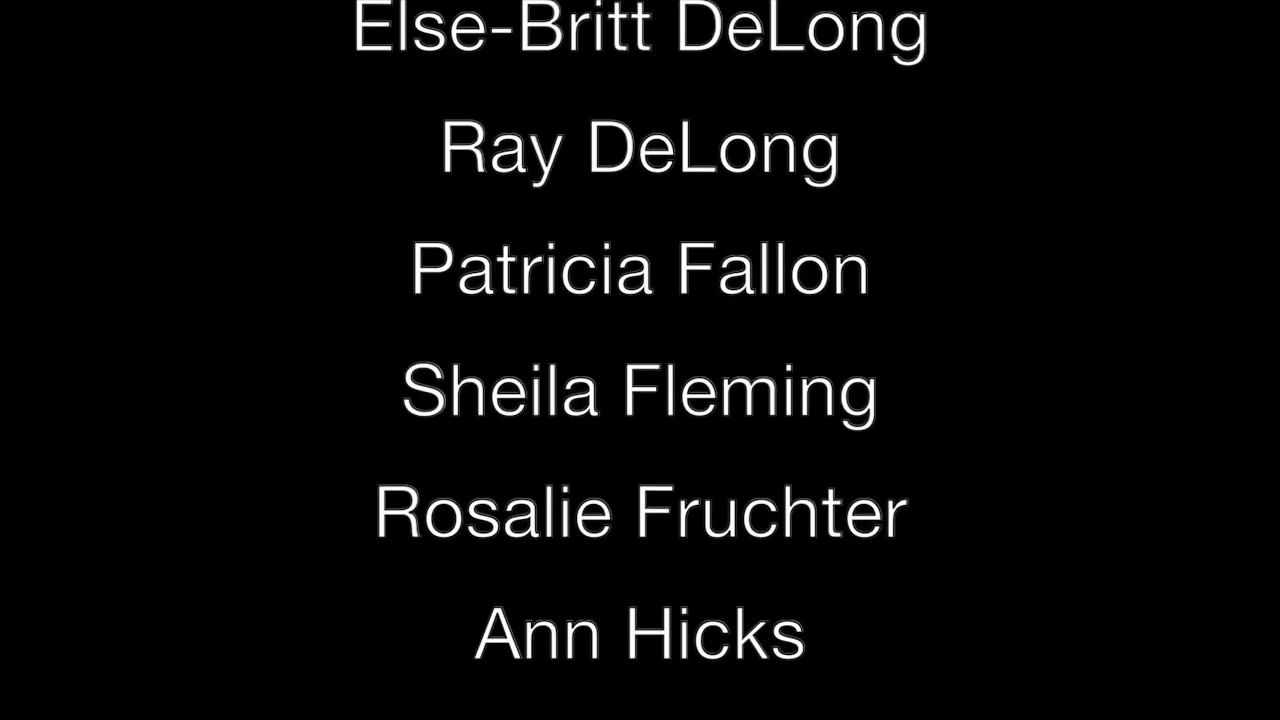 Else-Britt DeLong
Ray DeLong
Patricia Fallon
Sheila Fleming
Rosalie Fruchter
Ann Hicks